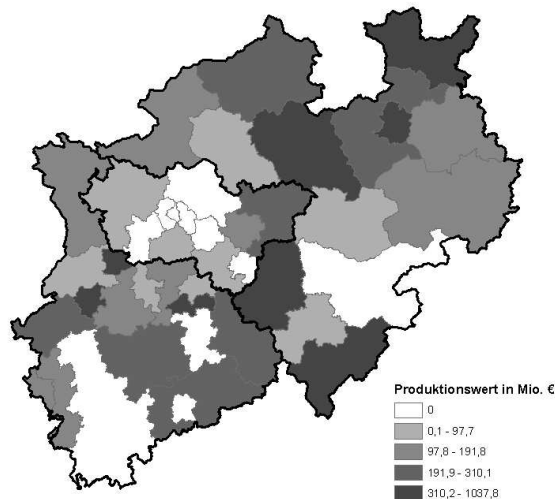 Produktionswert in Mio. €
0
0,1 - 97,7
97,8 - 191,8
191,9 - 310,1
310,2 - 1037,8